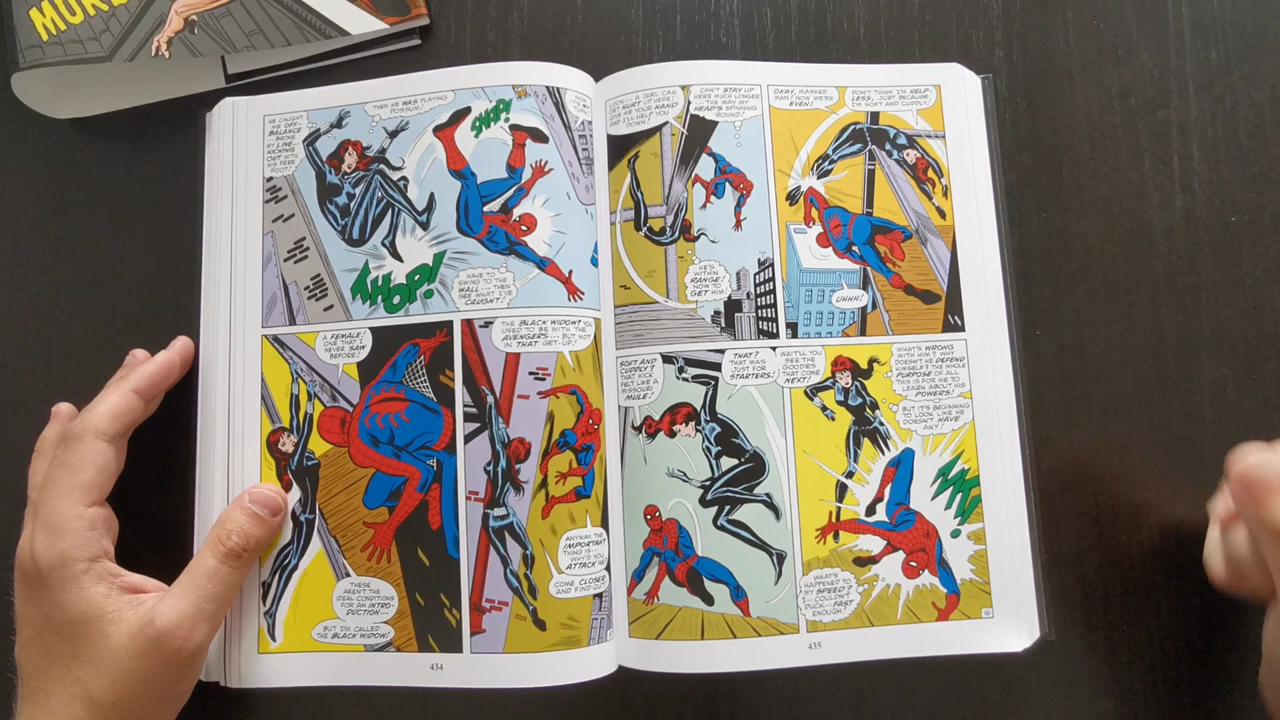 HE CAUGHT
ME OFF-
BALANCE
---BROKE
MY LINE---
KICKING
OUT WITH
HIS FREE
FOOT!
THEN HE WAS PLAYING
POSSUM!
SNAP!
THOP!
HAVE TO
SWING TO THE
WALL---THEN
SEE WHAT I'VE
CAUGHT!
A FEMALE!
ONE THAT I
NEVER SAW
BEFORE!
THESE
AREN'T THE
IDEAL CONDITIONS
FOR AN INTRO-
DUCTION---
BUT I'M CALLED
THE BLACK WIDOW!
THE BLACK WIDOW? YOU
USED TO BE WITH THE
AVENGERS---BUT NOT
IN THAT GET-UP!
ANYWAY, THE
IMPORTANT
THING IS---
WHY'D YOU
ATTACK ME?
COME CLOSER
AND FIND OUT!
434
LOOK---A GIRL CAN
GET HURT UP HERE!
GIVE ME YOUR HAND
AND I'LL HELP YOU
DOWN!
CAN'T STAY UP
HERE MUCH LONGER
---THE WAY MY
HEAD'S SPINNING
'ROUND!
HE'S
WITHIN
RANGE!
NOW TO
GET HIM!
OKAY, MASKED
MAN! NOW WE'RE
EVEN!
DON'T THINK I'M HELP-
LESS, JUST BECAUSE
I'M SOFT AND CUDDLY!
UHHH!
SOFT AND
CUDDLY?
THAT KICK
FELT LIKE A
MISSOURI
MULE!
THAT?
THAT WAS
JUST FOR
STARTERS!
WAIT'LL YOU
SEE THE
GOODIES
THAT COME
NEXT!
WHAT'S WRONG
WITH HIM? WHY
DOESN'T HE DEFEND
HIMSELF? THE WHOLE
PURPOSE OF ALL
THIS IS FOR ME TO
LEARN ABOUT HIS
POWERS!
BUT IT'S BEGINNING
TO LOOK LIKE HE
DOESN'T HAVE
ANY!
WHAT'S
HAPPENED TO
MY SPEED?
I---COULDN'T
DUCK---FAST
ENOUGH!
16
435